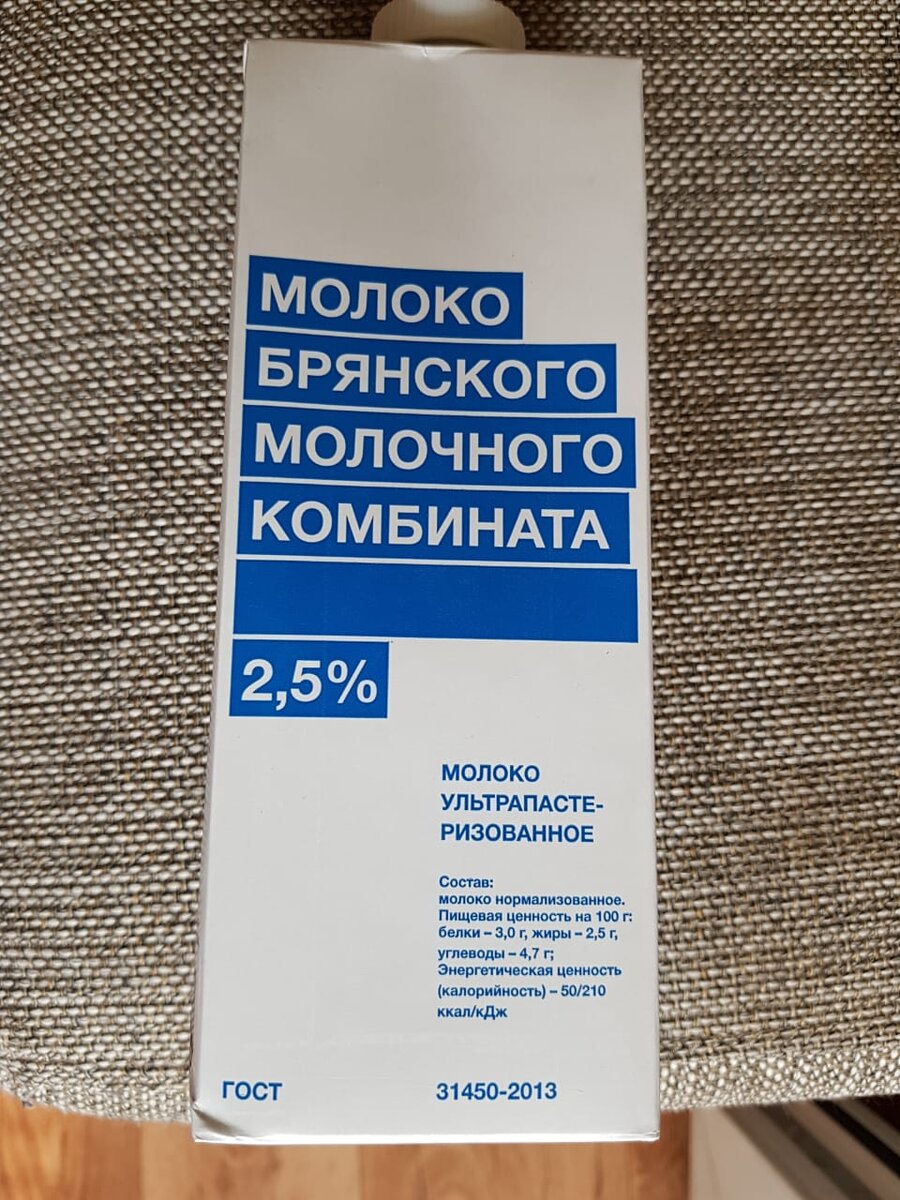 МОЛОКО
БРЯНСКОГО
МОЛОЧНОГО
КОМБИНАТА
2,5%
МОЛОКО
УЛЬТРАПАСТЕ-
РИЗОВАННОЕ
Состав:
молоко нормализованное.
Пищевая ценность на 100 г:
белки – 3,0 г, жиры – 2,5 г,
углеводы – 4,7 г;
Энергетическая ценность
(калорийность) – 50/210
ккал/кДж
ГОСТ 31450-2013